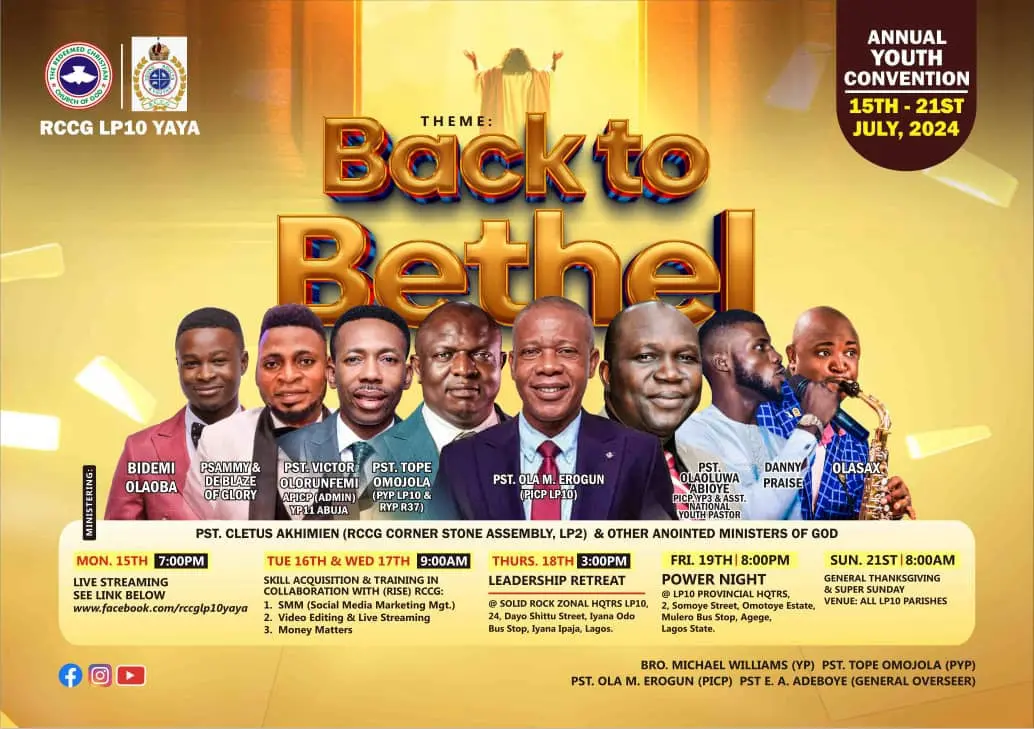 THE REDEEMED CHRISTIAN CHURCH OF GOD
RCCG LP10 YAYA
ANNUAL
YOUTH
CONVENTION
15TH - 21ST
JULY, 2024
THEME:
Back to
Bethel
MINISTERING:
BIDEMI
OLAOBA
PSAMMY &
DE BLAZE
OF GLORY
PST. VICTOR
OLORUNFEMI
APICP (ADMIN)
YP11 ABUJA
PST. TOPE
OMOJOLA
(PYP LP10 &
RYP R37)
PST. OLA M. EROGUN
(PICP LP10)
PST.
OLAOLUWA
ABIOYE
PICP YP3 & ASST.
NATIONAL
YOUTH PASTOR
DANNY
PRAISE
OLASAX
PST. CLETUS AKHIMIEN (RCCG CORNER STONE ASSEMBLY, LP2) & OTHER ANOINTED MINISTERS OF GOD
MON. 15TH 7:00PM
LIVE STREAMING
SEE LINK BELOW
www.facebook.com/rccglp10yaya
TUE 16TH & WED 17TH 9:00AM
SKILL ACQUISITION & TRAINING IN
COLLABORATION WITH (RISE) RCCG:
1. SMM (Social Media Marketing Mgt.)
2. Video Editing & Live Streaming
3. Money Matters
THURS. 18TH 3:00PM
LEADERSHIP RETREAT
@ SOLID ROCK ZONAL HQTRS LP10,
24, Dayo Shittu Street, Iyana Odo
Bus Stop, Iyana Ipaja, Lagos.
FRI. 19TH | 8:00PM
POWER NIGHT
@ LP10 PROVINCIAL HQTRS,
2, Somoye Street, Omotoye Estate,
Mulero Bus Stop, Agege,
Lagos State.
SUN. 21ST | 8:00AM
GENERAL THANKSGIVING
& SUPER SUNDAY
VENUE: ALL LP10 PARISHES
BRO. MICHAEL WILLIAMS (YP) PST. TOPE OMOJOLA (PYP)
PST. OLA M. EROGUN (PICP) PST E. A. ADEBOYE (GENERAL OVERSEER)